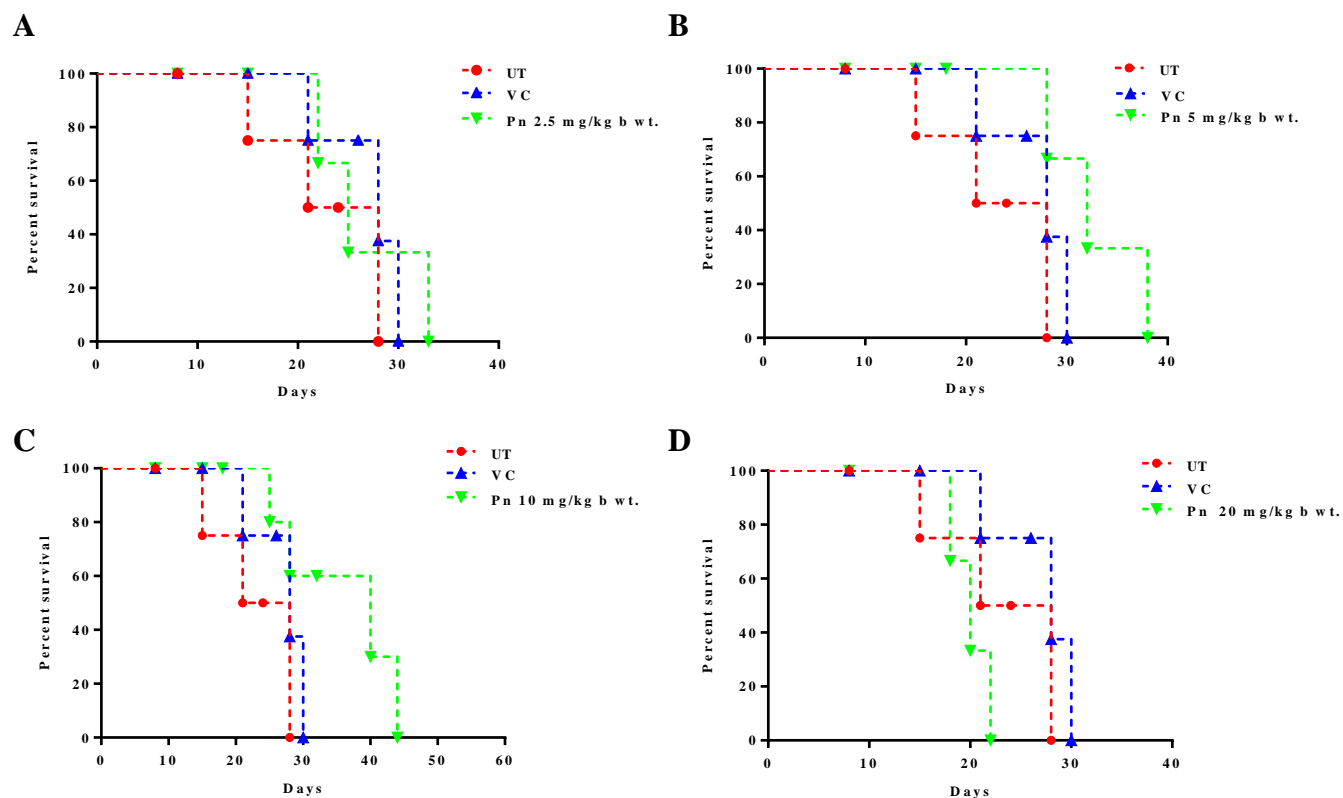 A
100
80
60
40
20
0
0 10 20 30 40
Percent survival
Days
UT
VC
Pn 2.5 mg/kg b wt.
B
100
80
60
40
20
0
0 20 30 40
Percent survival
Days
UT
VC
Pn 5 mg/kg b wt.
C
100
80
60
40
20
0
0 10 20 30 40 50 60
Percent survival
Days
UT
VC
Pn 10 mg/kg b wt.
D
100
80
60
40
20
0
0 10 20 30 40
Percent survival
Days
UT
VC
Pn 20 mg/kg b wt.